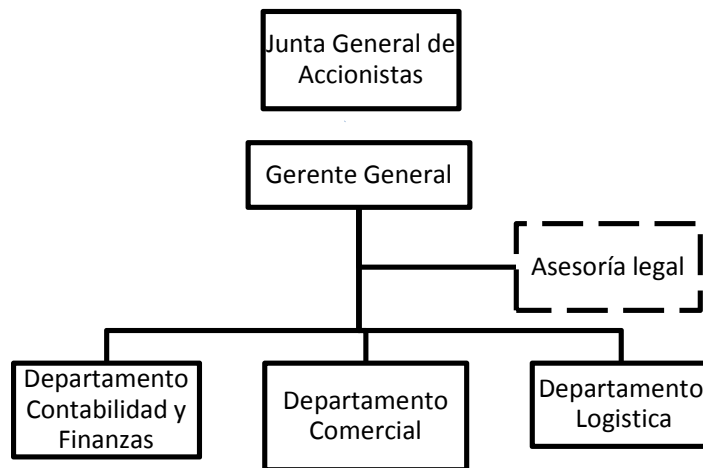 Junta General de
Accionistas
Gerente General
Asesoría legal
Departamento
Contabilidad y
Finanzas
Departamento
Comercial
Departamento
Logistica